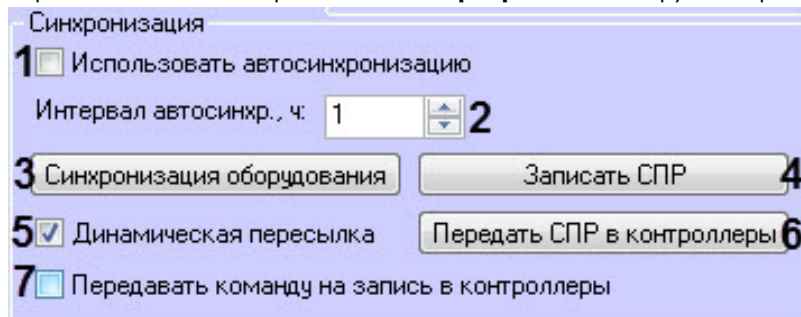 Синхронизация
1 Использовать автосинхронизацию
Интервал автосинхр., ч: 1 2
3 Синхронизация оборудования Записать СПР 4
5 Динамическая пересылка Передать СПР в контроллеры 6
7 Передавать команду на запись в контроллеры